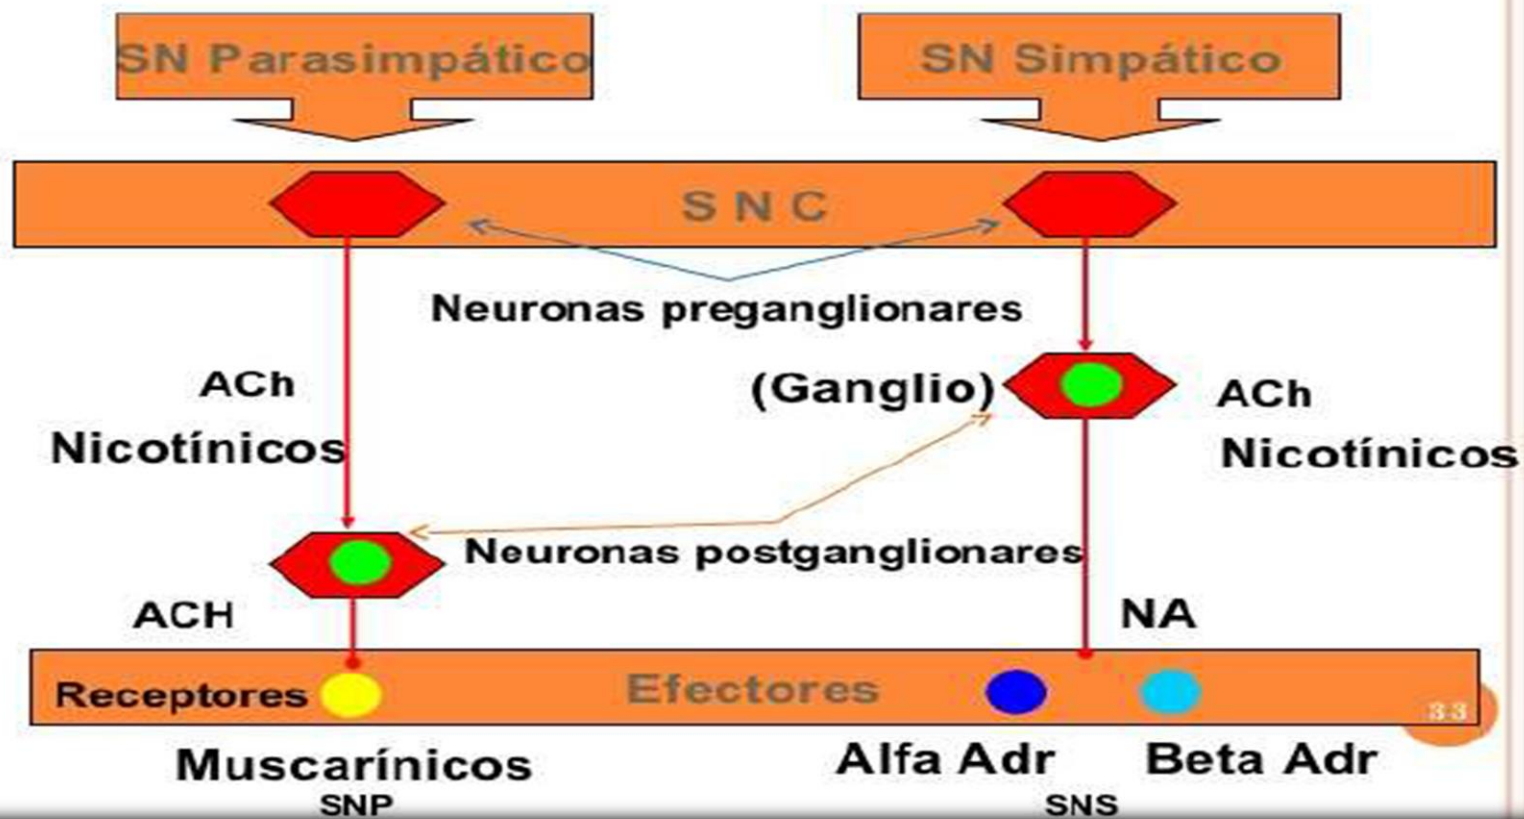 SN Parasimpático
SN Simpático
S N C
Neuronas preganglionares
ACh
Nicotínicos
(Ganglio)
ACh
Nicotínicos
Neuronas postganglionares
ACH
NA
Receptores
Efectores
33
Muscarínicos
Alfa Adr
Beta Adr
SNP
SNS